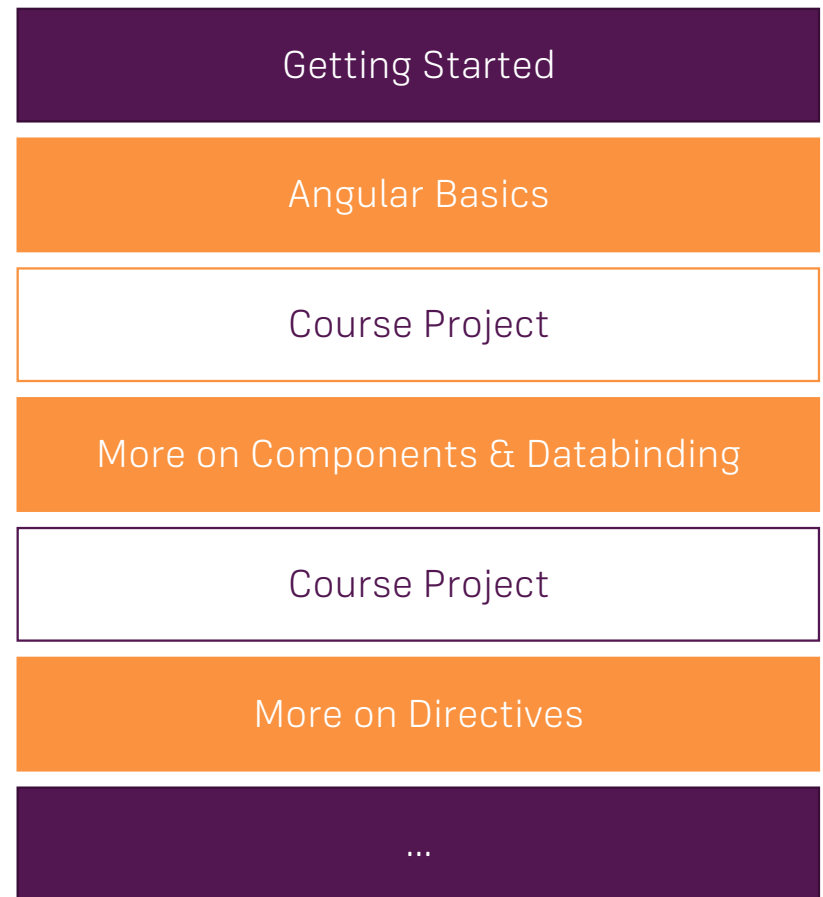 Getting Started
Angular Basics
Course Project
More on Components & Databinding
Course Project
More on Directives
...